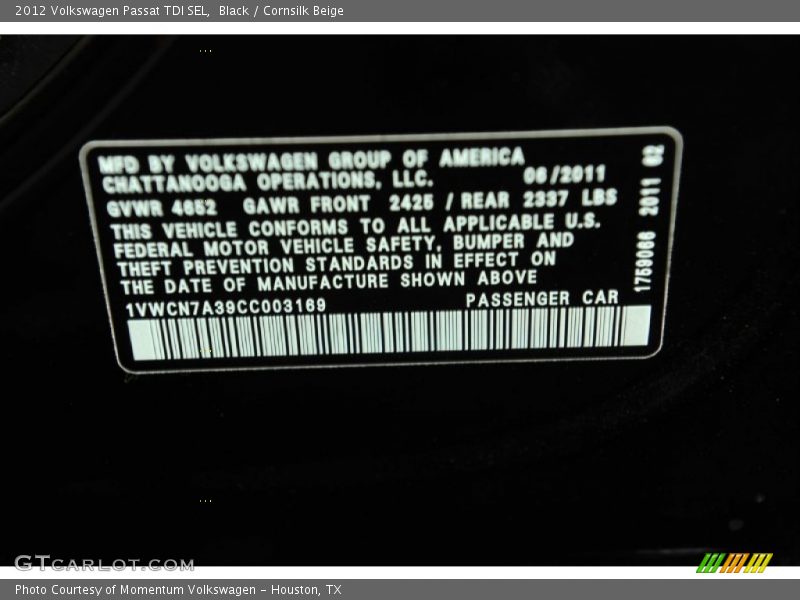 2012 Volkswagen Passat TDI SEL, Black / Cornsilk Beige
MFD BY VOLKSWAGEN GROUP OF AMERICA
CHATTANOOGA OPERATIONS, LLC. 06/2011
GVWR 4652 GAWR FRONT 2425 / REAR 2337 LBS
THIS VEHICLE CONFORMS TO ALL APPLICABLE U.S.
FEDERAL MOTOR VEHICLE SAFETY, BUMPER AND
THEFT PREVENTION STANDARDS IN EFFECT ON
THE DATE OF MANUFACTURE SHOWN ABOVE
1VWCN7A39CC003169 PASSENGER CAR
1759066 2011 02
GTCARLOT.COM
Photo Courtesy of Momentum Volkswagen - Houston, TX